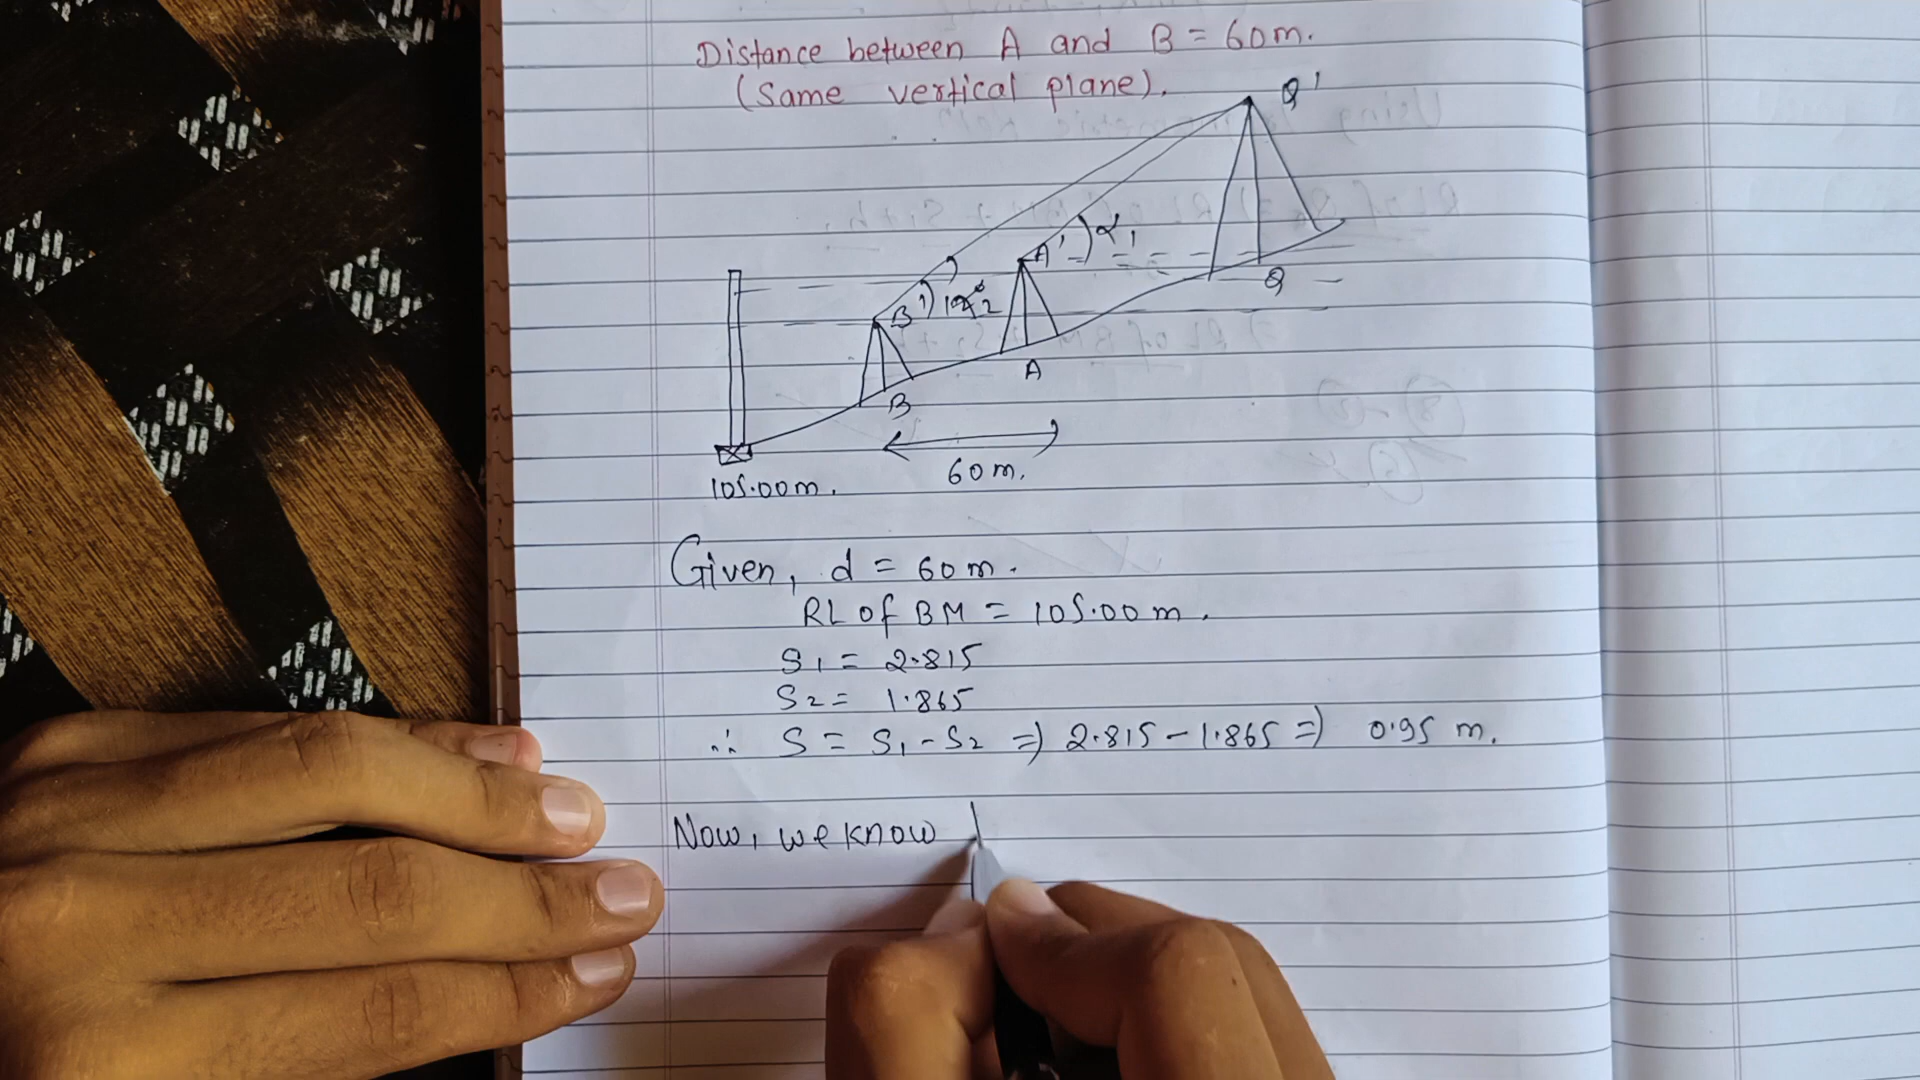 Distance between A and B = 60m.
(Same vertical plane).
Q'
A' ) α1
B' )
A
Q
B
60m.
105.00m.
Given, d = 60m.
RL of BM = 105.00m.
S1 = 2.815
S2 = 1.865
∴ S = S1 - S2 ⇒ 2.815 - 1.865 ⇒ 0.95 m.
Now, we know